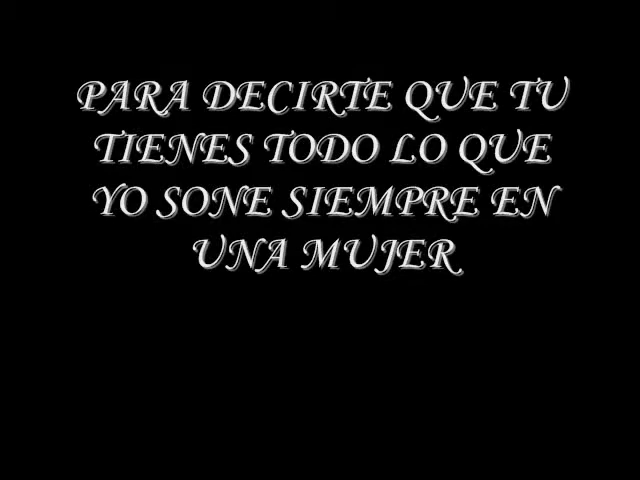 PARA DECIRTE QUE TU
TIENES TODO LO QUE
YO SONE SIEMPRE EN
UNA MUJER